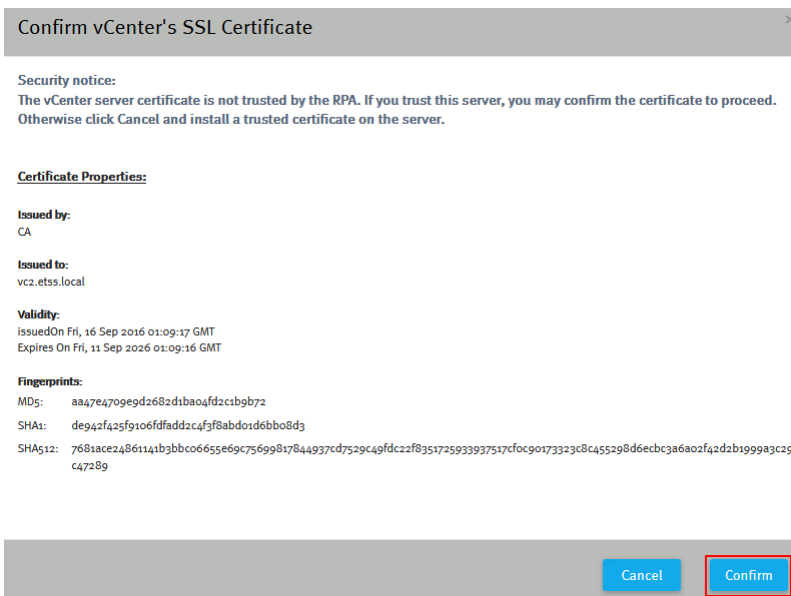 Confirm vCenter's SSL Certificate
×
Security notice:
The vCenter server certificate is not trusted by the RPA. If you trust this server, you may confirm the certificate to proceed.
Otherwise click Cancel and install a trusted certificate on the server.
Certificate Properties:
Issued by:
CA
Issued to:
vc2.etss.local
Validity:
issuedOn Fri, 16 Sep 2016 01:09:17 GMT
Expires On Fri, 11 Sep 2026 01:09:16 GMT
Fingerprints:
MD5: aa47e4709e9d2682d1ba04fd2c1b9b72
SHA1: de942f425f9106fdfadd2c4f3f8abd01d6bb08d3
SHA512: 7681ace24861141b3bbc06655e69c75699817844937cd7529c49fdc22f8351725933937517cf0c90173323c8c455298d6ecbc3a6a02f42d2b1999a3c29
c47289
Cancel
Confirm